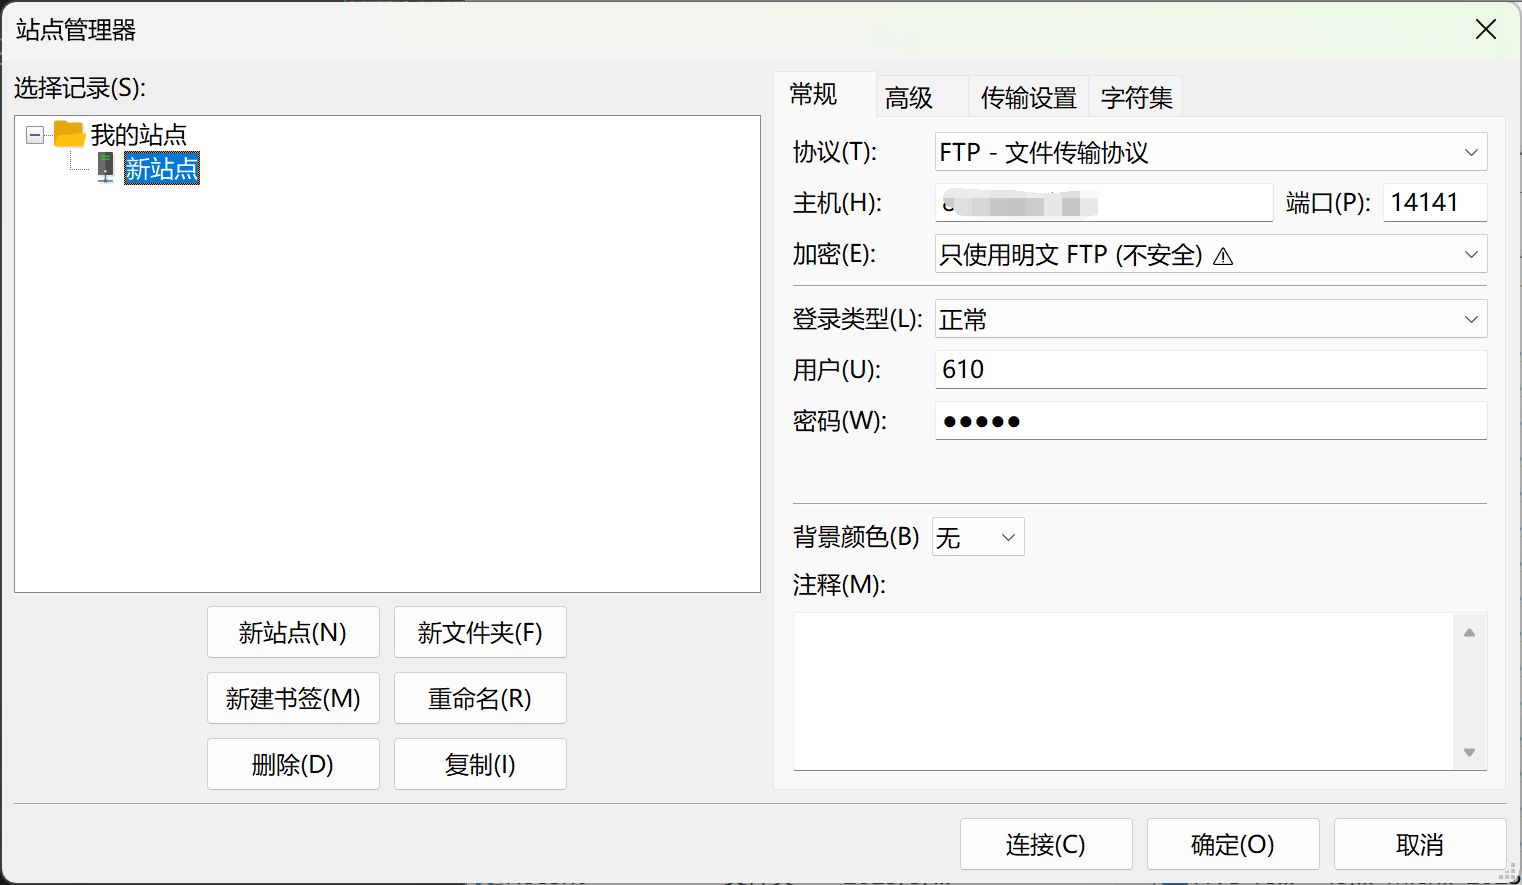 站点管理器
选择记录(S):
我的站点
新站点
新站点(N)
新文件夹(F)
新建书签(M)
重命名(R)
删除(D)
复制(I)
常规
高级
传输设置
字符集
协议(T):
FTP - 文件传输协议
主机(H):
端口(P):
14141
加密(E):
只使用明文 FTP (不安全) ⚠
登录类型(L):
正常
用户(U):
610
密码(W):
●●●●●
背景颜色(B)
无
注释(M):
连接(C)
确定(O)
取消